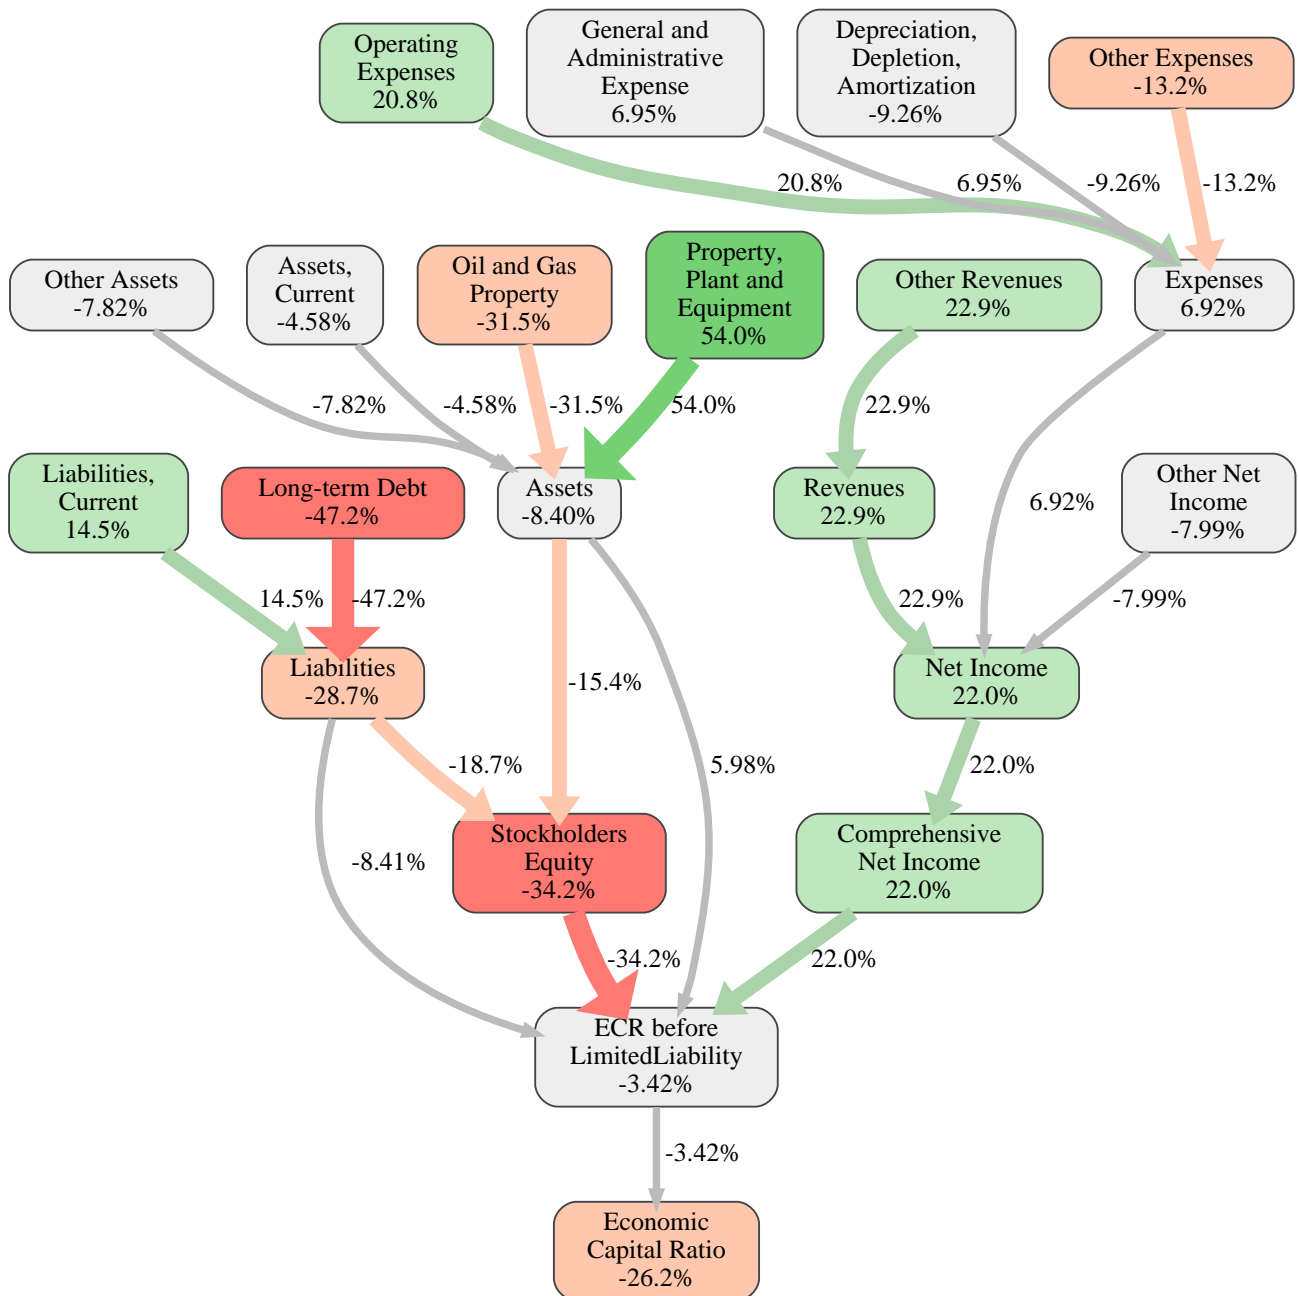 Operating
Expenses
20.8%
General and
Administrative
Expense
6.95%
Depreciation,
Depletion,
Amortization
-9.26%
Other Expenses
-13.2%
20.8%
6.95%
-9.26%
-13.2%
Other Assets
-7.82%
Assets,
Current
-4.58%
Oil and Gas
Property
-31.5%
Property,
Plant and
Equipment
54.0%
Other Revenues
22.9%
Expenses
6.92%
-7.82%
-4.58%
-31.5%
54.0%
22.9%
Liabilities,
Current
14.5%
Long-term Debt
-47.2%
Assets
-8.40%
Revenues
22.9%
6.92%
Other Net
Income
-7.99%
14.5%
-47.2%
22.9%
-7.99%
Liabilities
-28.7%
-15.4%
Net Income
22.0%
-18.7%
5.98%
22.0%
-8.41%
Stockholders
Equity
-34.2%
Comprehensive
Net Income
22.0%
-34.2%
22.0%
ECR before
LimitedLiability
-3.42%
-3.42%
Economic
Capital Ratio
-26.2%